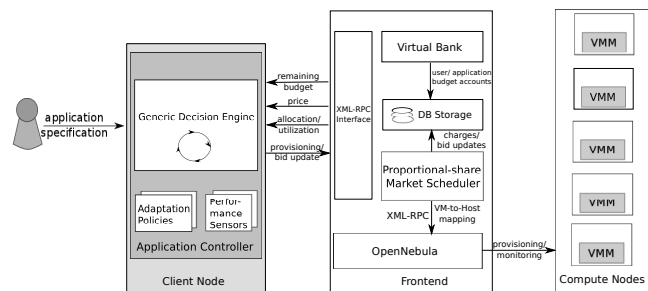 application
specification
Generic Decision Engine
Adaptation
Policies
Perfor-
mance
Sensors
Application Controller
Client Node
remaining
budget
price
allocation/
utilization
provisioning/
bid update
XML-RPC
Interface
Virtual Bank
user/ application
budget accounts
DB Storage
charges/
bid updates
Proportional-share
Market Scheduler
XML-RPC
VM-to-Host
mapping
OpenNebula
Frontend
provisioning/
monitoring
VMM
VMM
VMM
VMM
VMM
Compute Nodes